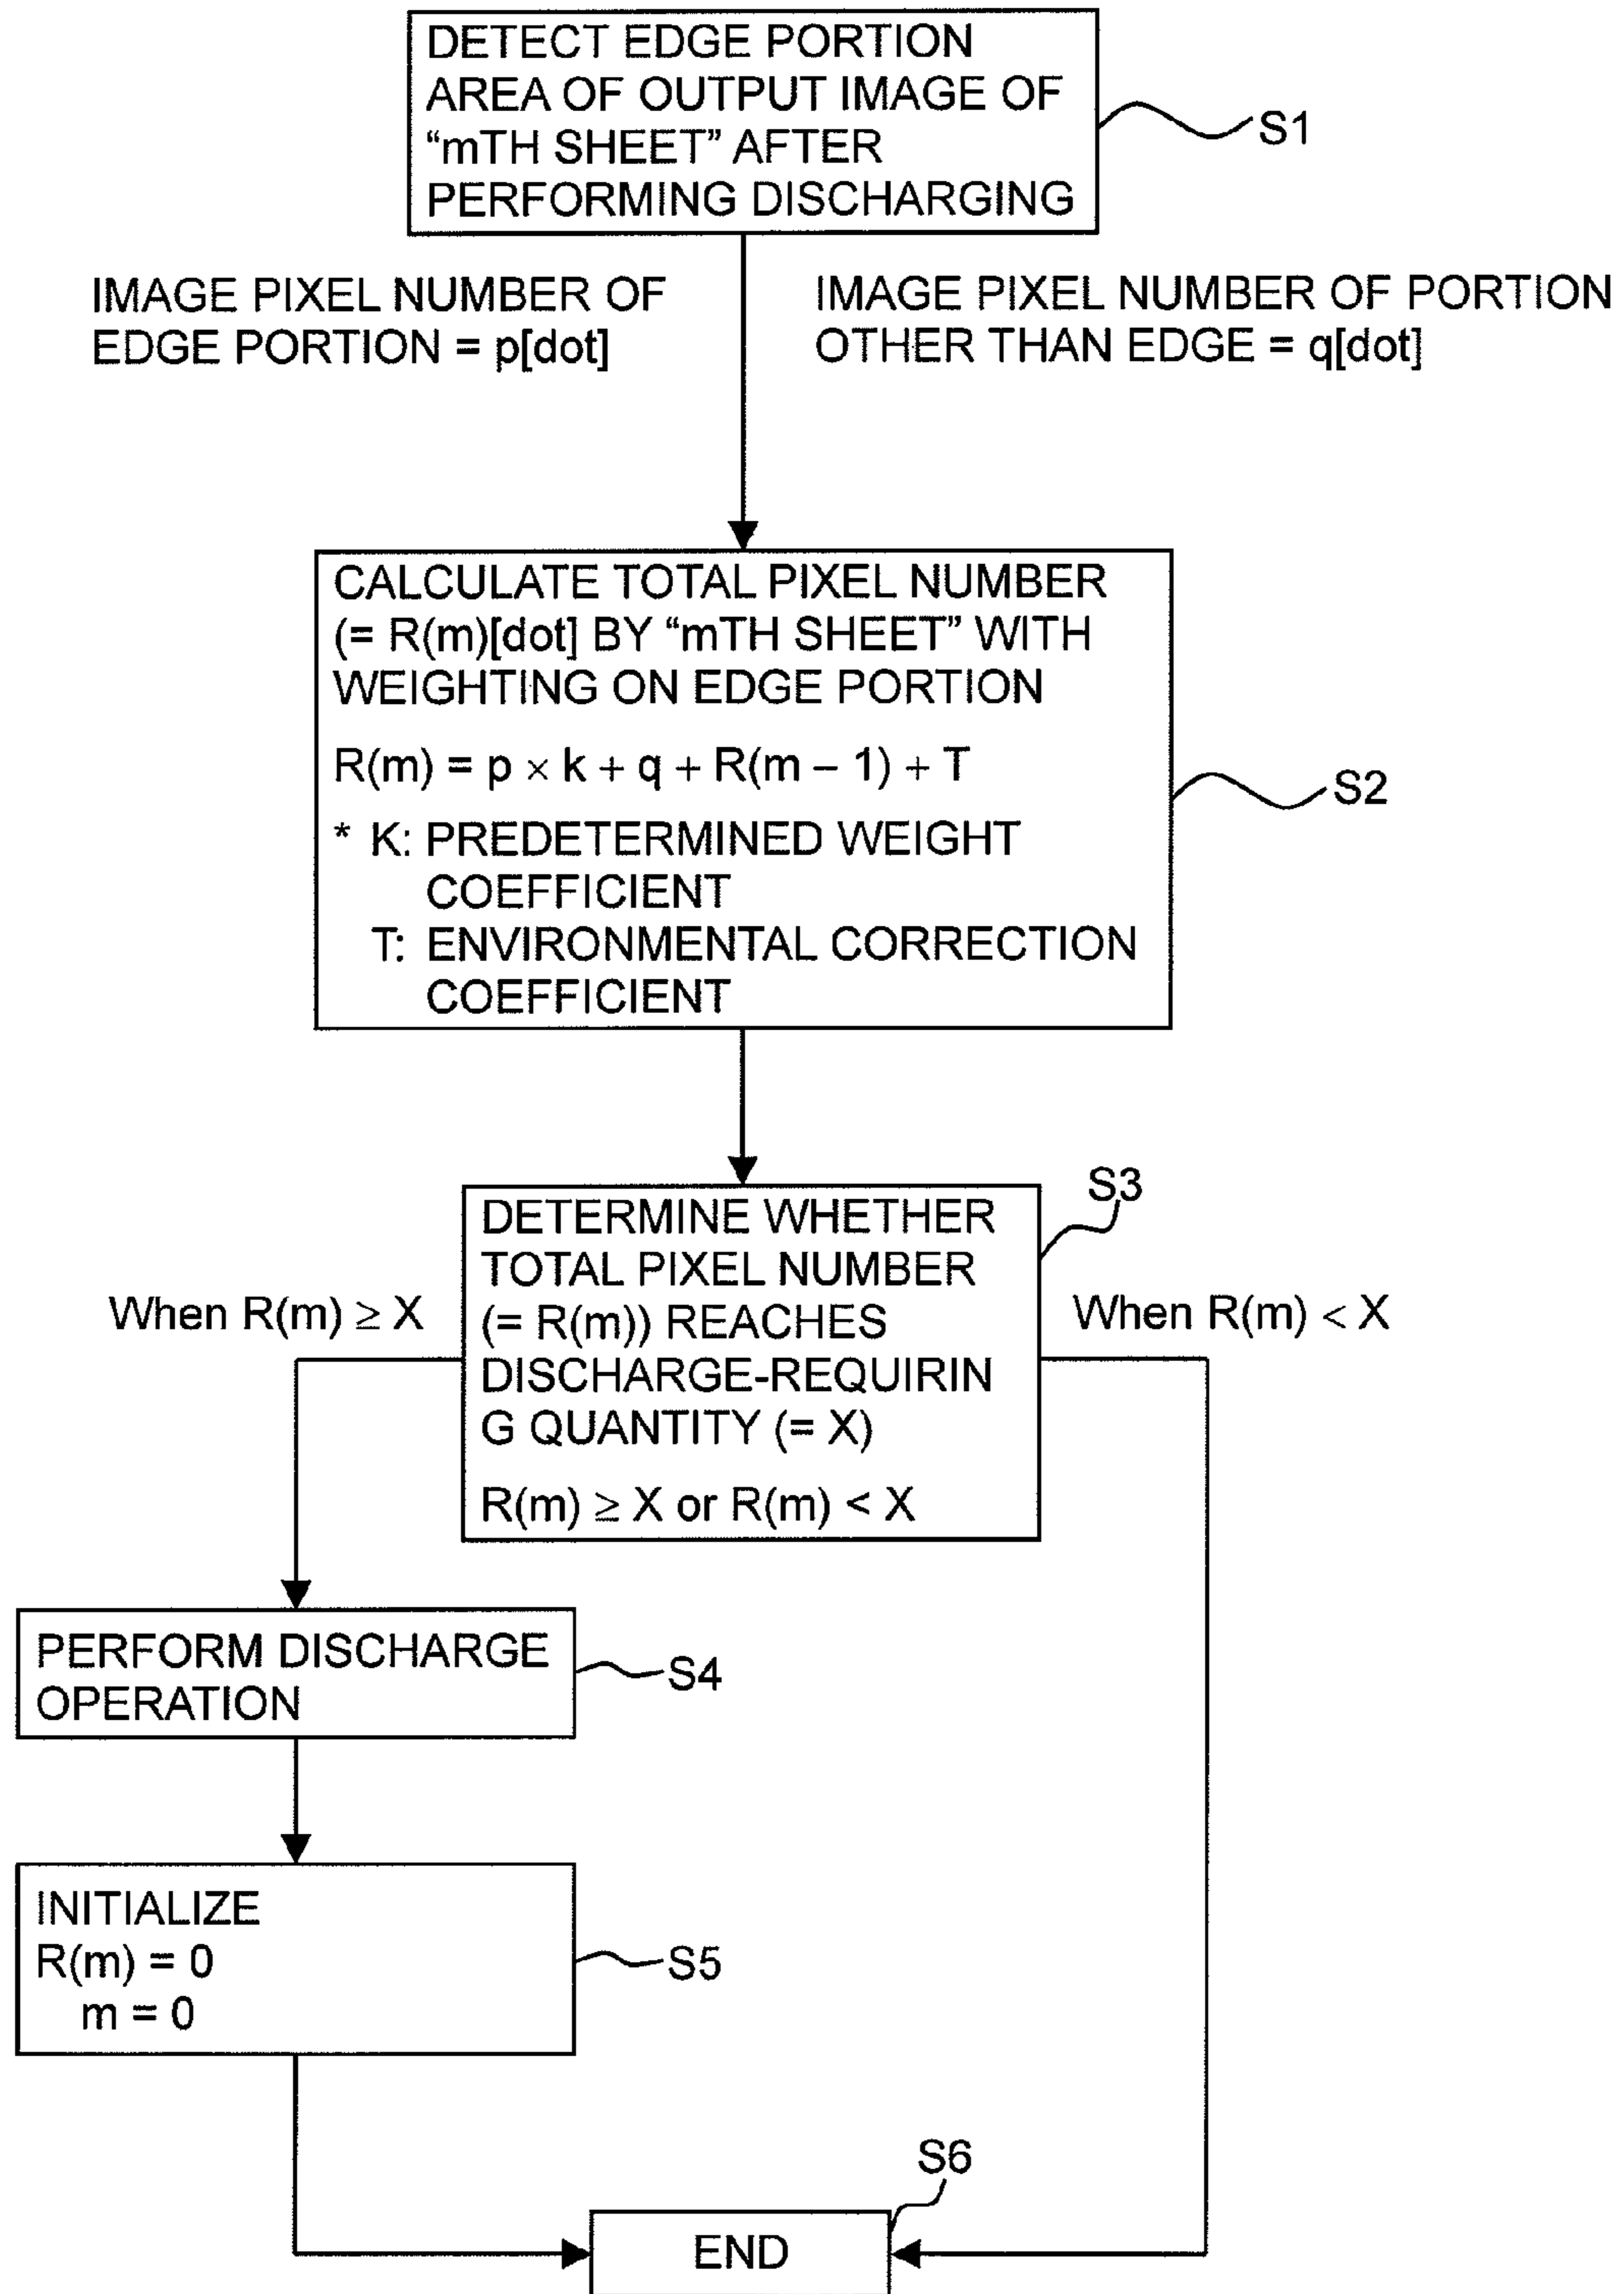 DETECT EDGE PORTION
AREA OF OUTPUT IMAGE OF
“mTH SHEET” AFTER
PERFORMING DISCHARGING
S1
IMAGE PIXEL NUMBER OF
EDGE PORTION = p[dot]
IMAGE PIXEL NUMBER OF PORTION
OTHER THAN EDGE = q[dot]
CALCULATE TOTAL PIXEL NUMBER
(= R(m)[dot] BY “mTH SHEET” WITH
WEIGHTING ON EDGE PORTION
R(m) = p × k + q + R(m – 1) + T
* K: PREDETERMINED WEIGHT
COEFFICIENT
T: ENVIRONMENTAL CORRECTION
COEFFICIENT
S2
S3
DETERMINE WHETHER
TOTAL PIXEL NUMBER
(= R(m)) REACHES
DISCHARGE-REQUIRIN
G QUANTITY (= X)
R(m) ≥ X or R(m) < X
When R(m) ≥ X
When R(m) < X
PERFORM DISCHARGE
OPERATION
S4
INITIALIZE
R(m) = 0
m = 0
S5
S6
END